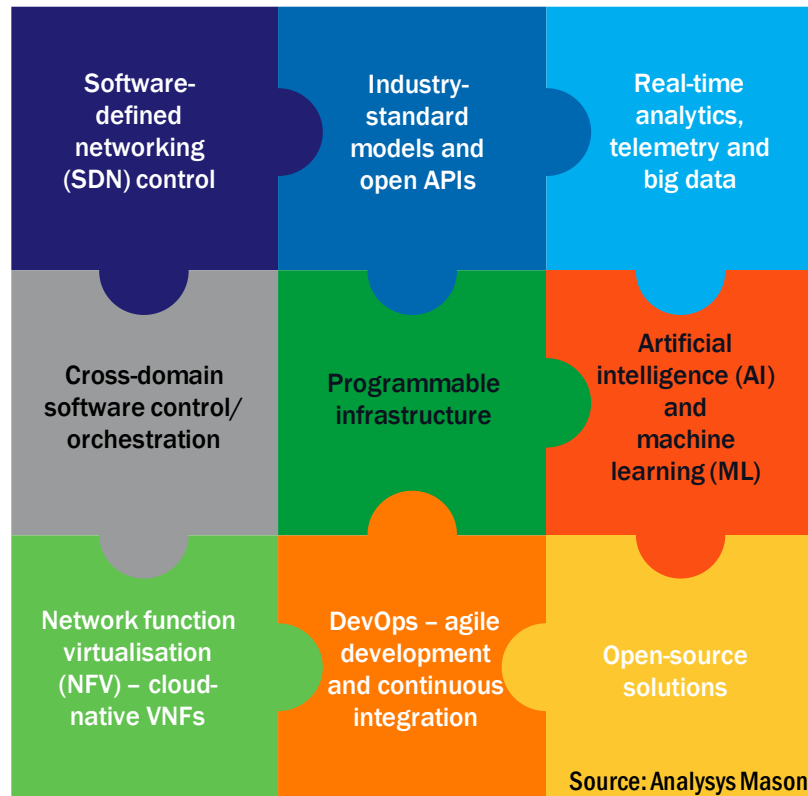 Software-
defined
networking
(SDN) control
Industry-
standard
models and
open APIs
Real-time
analytics,
telemetry and
big data
Cross-domain
software control/
orchestration
Programmable
infrastructure
Artificial
intelligence (AI)
and
machine
learning (ML)
Network function
virtualisation
(NFV) – cloud-
native VNFs
DevOps – agile
development
and continuous
integration
Open-source
solutions
Source: Analysys Mason